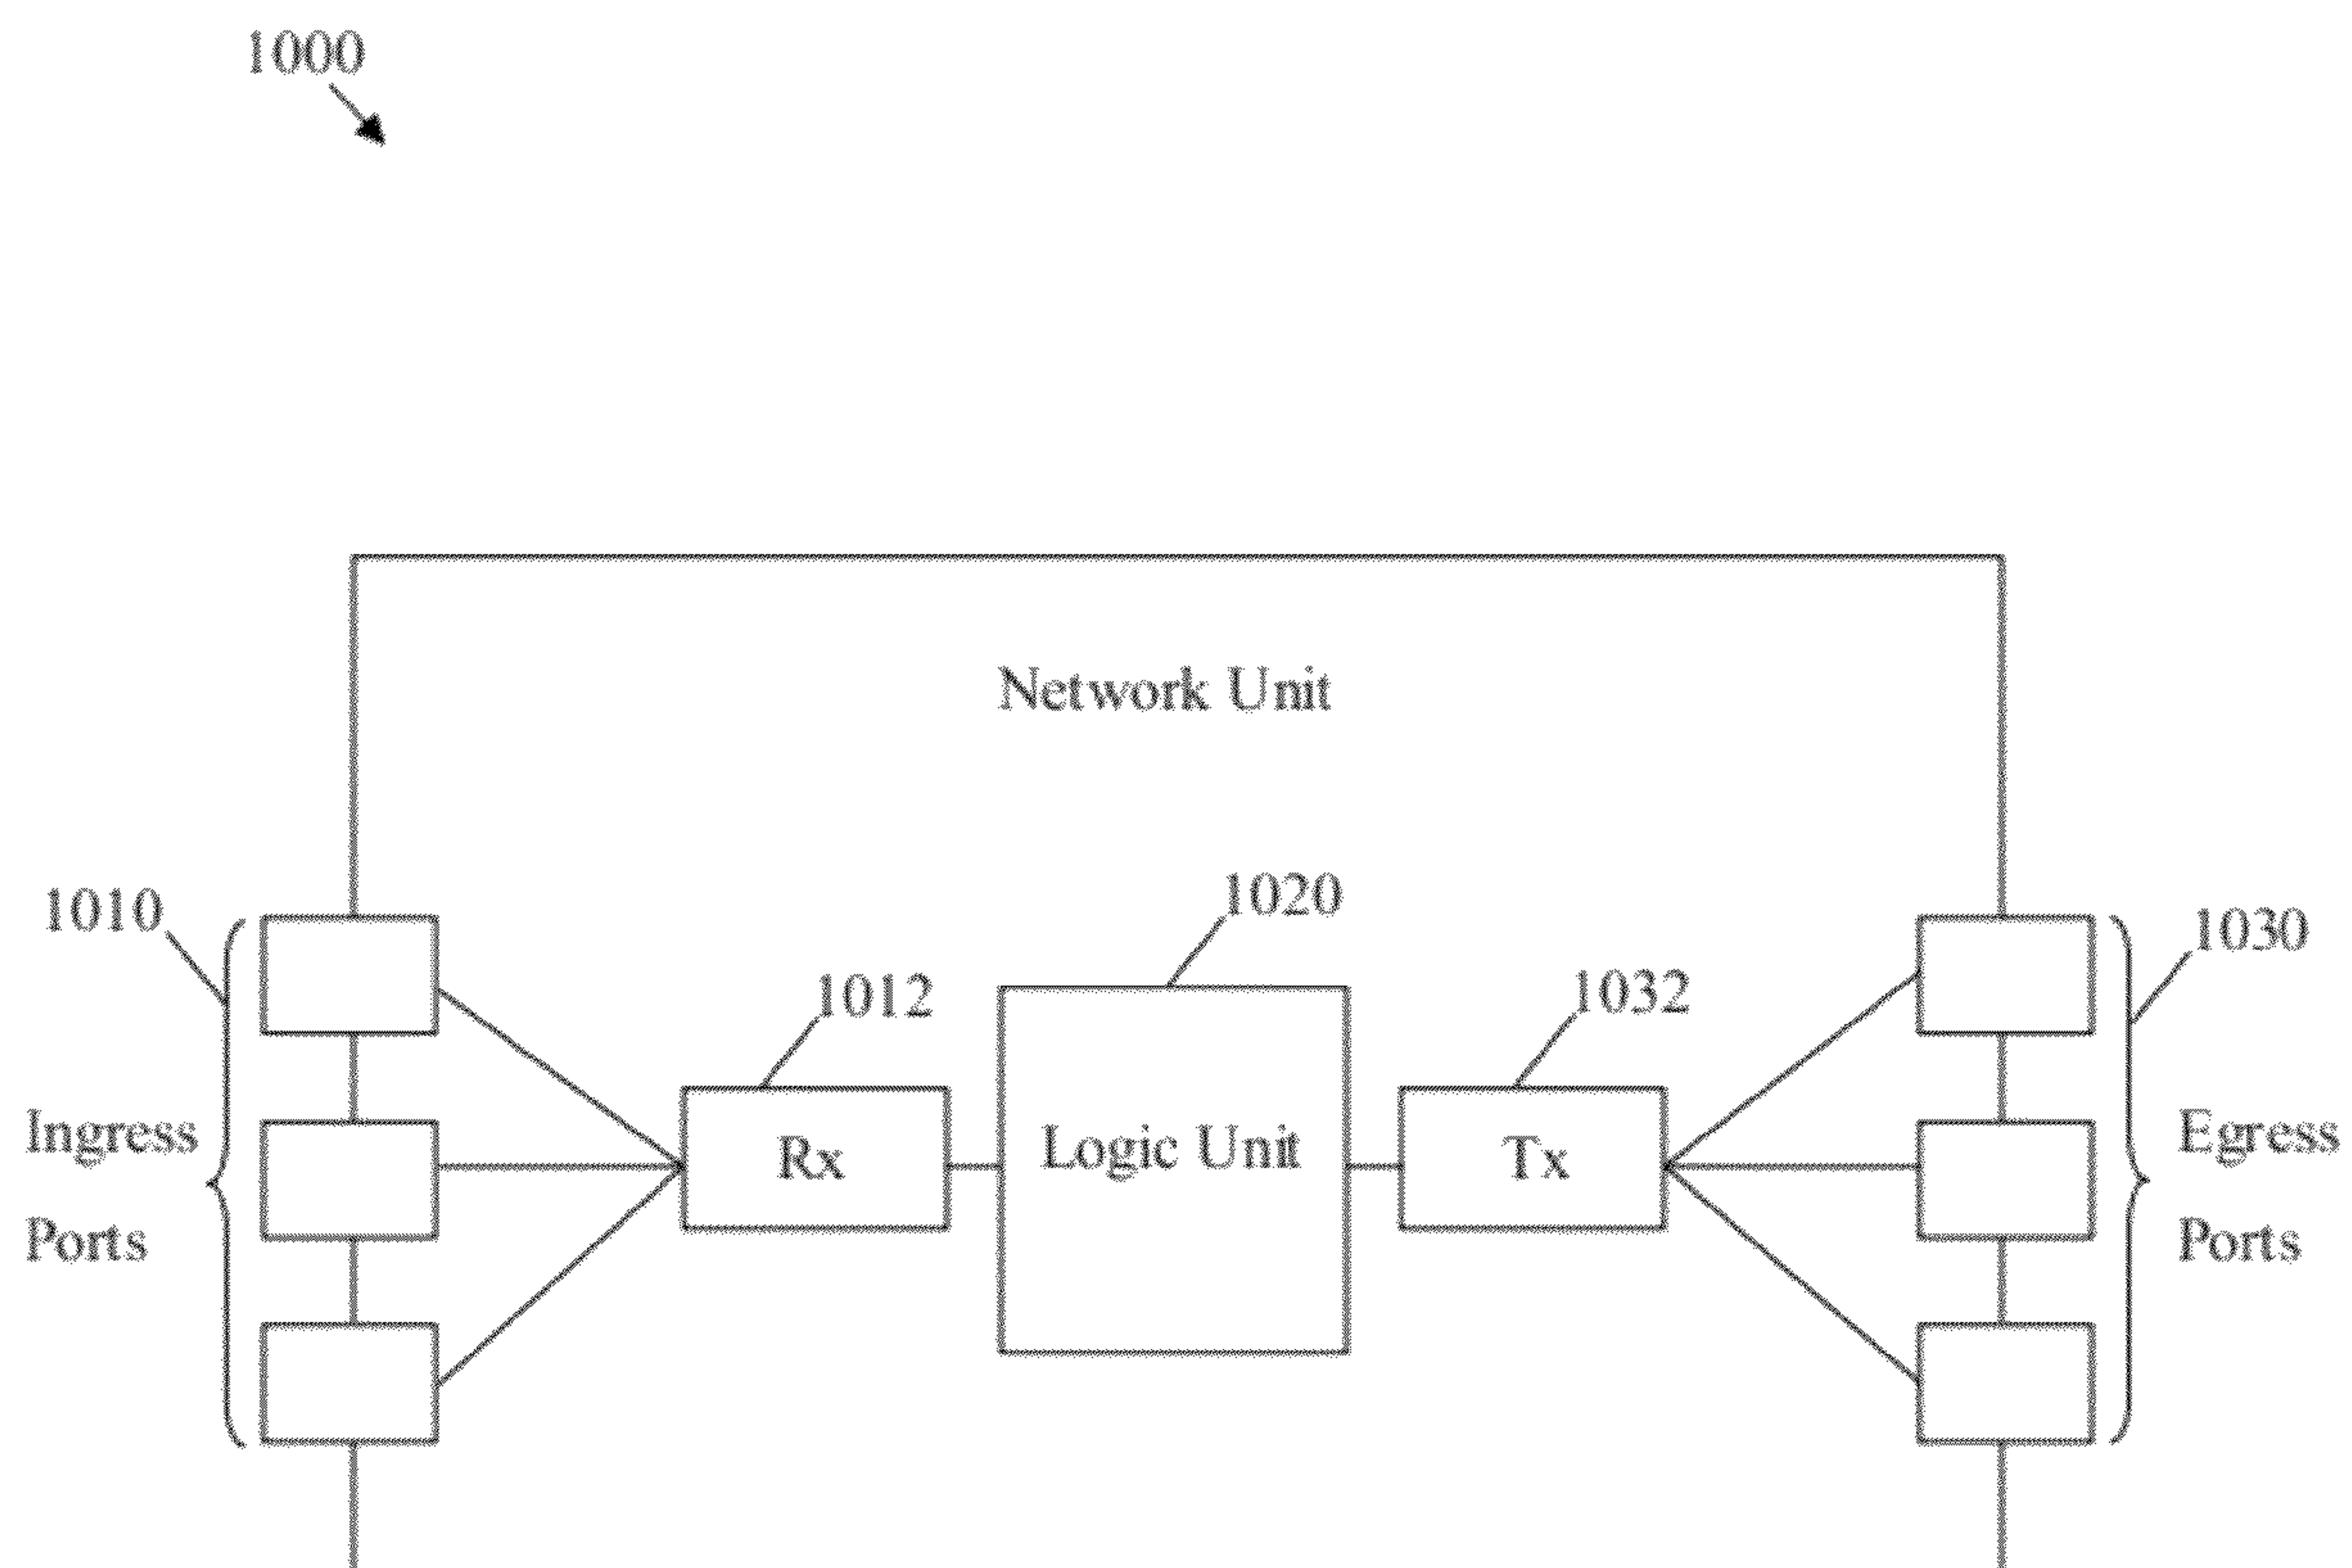 1000
Network Unit
1010
1020
1030
1012
1032
Ingress
Ports
Rx
Logic Unit
Tx
Egress
Ports